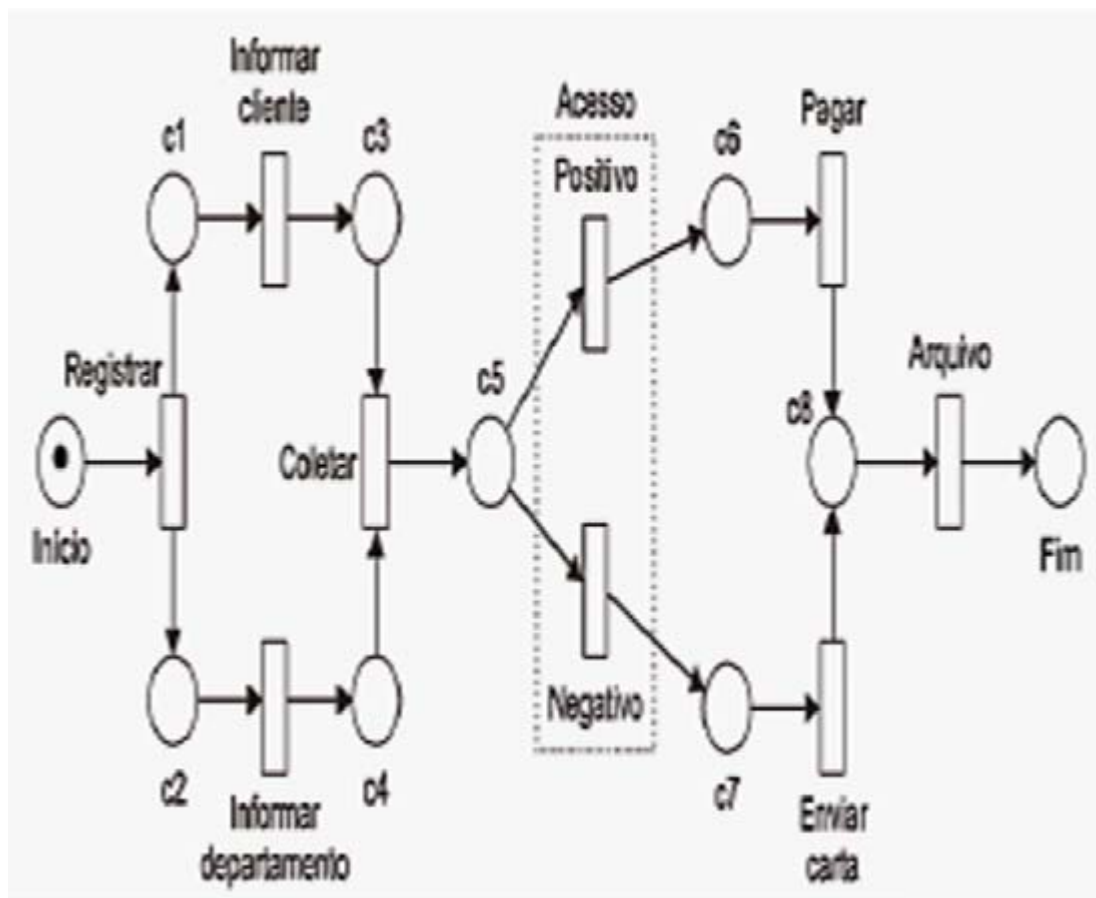 Informar
cliente
c1
c3
Acesso
Positivo
c6
Pagar
Registrar
c5
Arquivo
c8
Coletar
Início
Fim
Negativo
c2
c4
c7
Informar
departamento
Enviar
carta